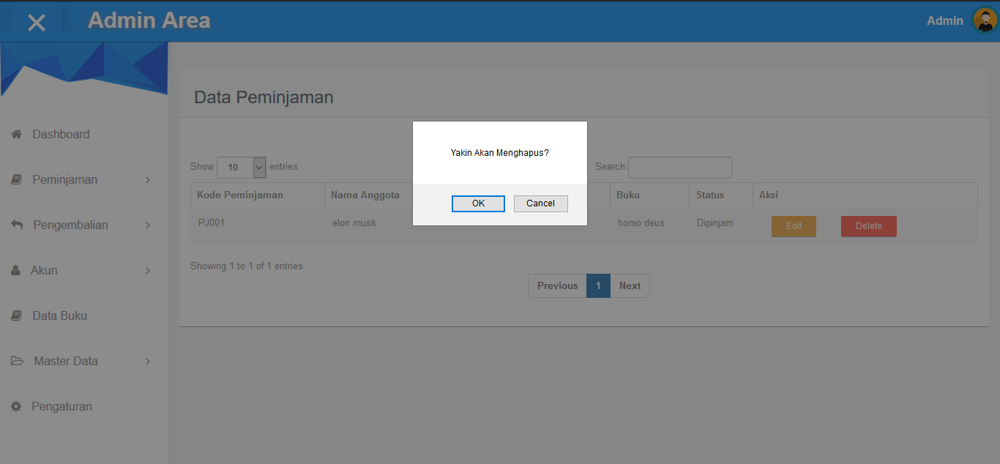 Admin Area
Admin
Data Peminjaman
Dashboard
Yakin Akan Menghapus?
Show 10 entries
Search:
Peminjaman
Kode Peminjaman Nama Anggota Buku Status Aksi
OK Cancel
PJ001 elon musk homo deus Dipinjam Edit Delete
Pengembalian
Showing 1 to 1 of 1 entries
Akun
Previous 1 Next
Data Buku
Master Data
Pengaturan